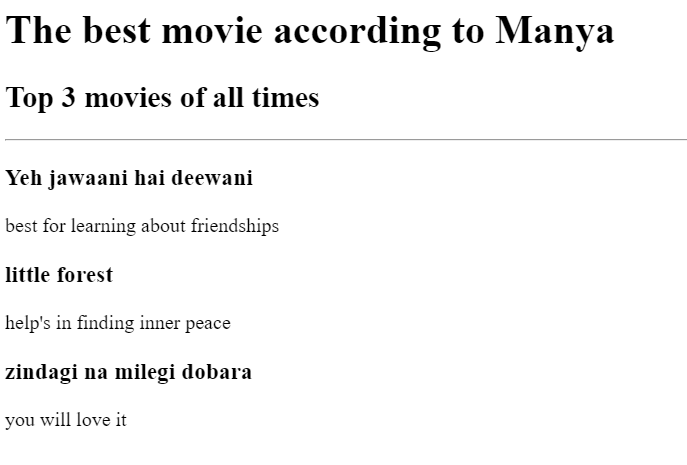 The best movie according to Manya
Top 3 movies of all times
Yeh jawaani hai deewani
best for learning about friendships
little forest
help's in finding inner peace
zindagi na milegi dobara
you will love it